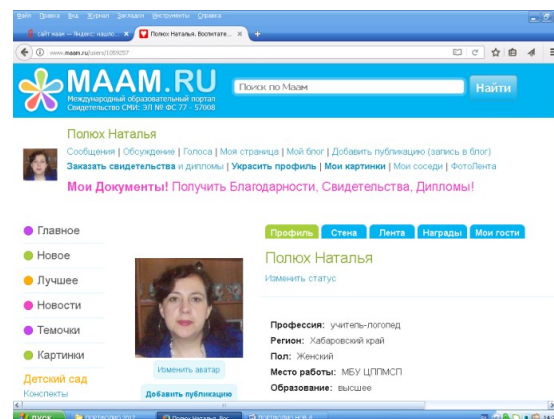 Файл Правка Вид Журнал Закладки Инструменты Справка
сайт маам — Яндекс: нашло...
Полюх Наталья. Воспитате...
www.maam.ru/users/1059257
MAAM.RU
Международный образовательный портал
Свидетельство СМИ: ЭЛ № ФС 77 - 57008
Поиск по Маам
Найти
Полюх Наталья
Сообщения | Обсуждение | Голоса | Моя страница | Мой блог | Добавить публикацию (запись в блог)
Заказать свидетельства и дипломы | Украсить профиль | Мои картинки | Мои соседи | ФотоЛента
Мои Документы! Получить Благодарности, Свидетельства, Дипломы!
Главное
Новое
Лучшее
Новости
Темочки
Картинки
Детский сад
Конспекты
Изменить аватар
Добавить публикацию
Профиль Стена Лента Награды Мои гости
Полюх Наталья
Изменить статус
Профессия: учитель-логопед
Регион: Хабаровский край
Пол: Женский
Место работы: МБУ ЦППМСП
Образование: высшее
пуск
Полюх Наталья. Вос...